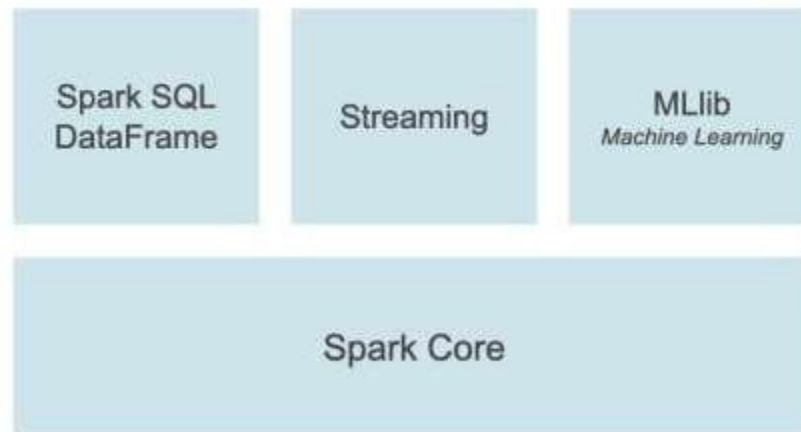 Spark SQL
DataFrame
Streaming
MLlib
Machine Learning
Spark Core